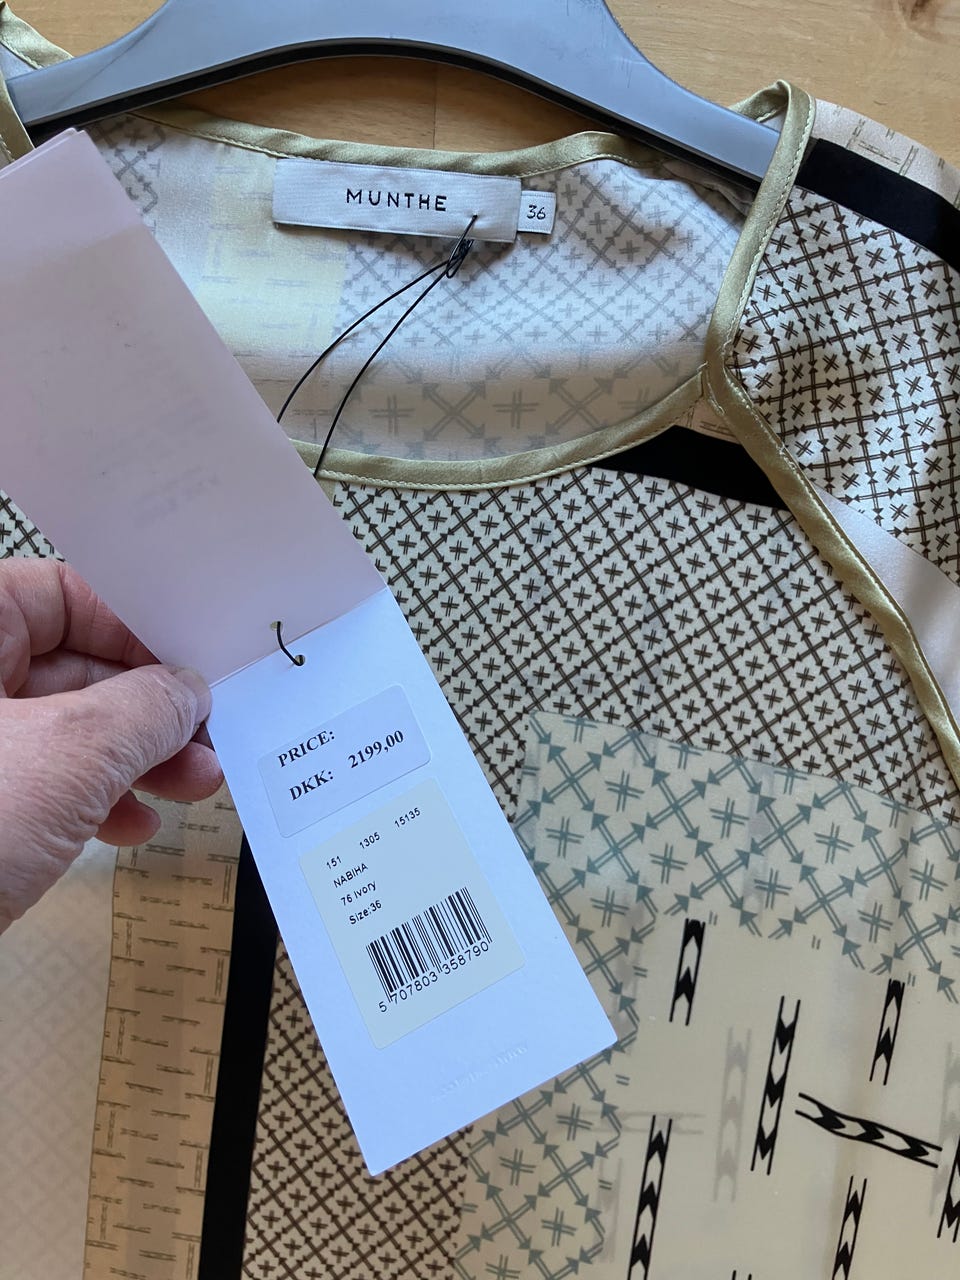 MUNTHE
36
PRICE:
DKK: 2199,00
151 1305 15135
NABIHA
76 Ivory
Size:36
5 707803 358790